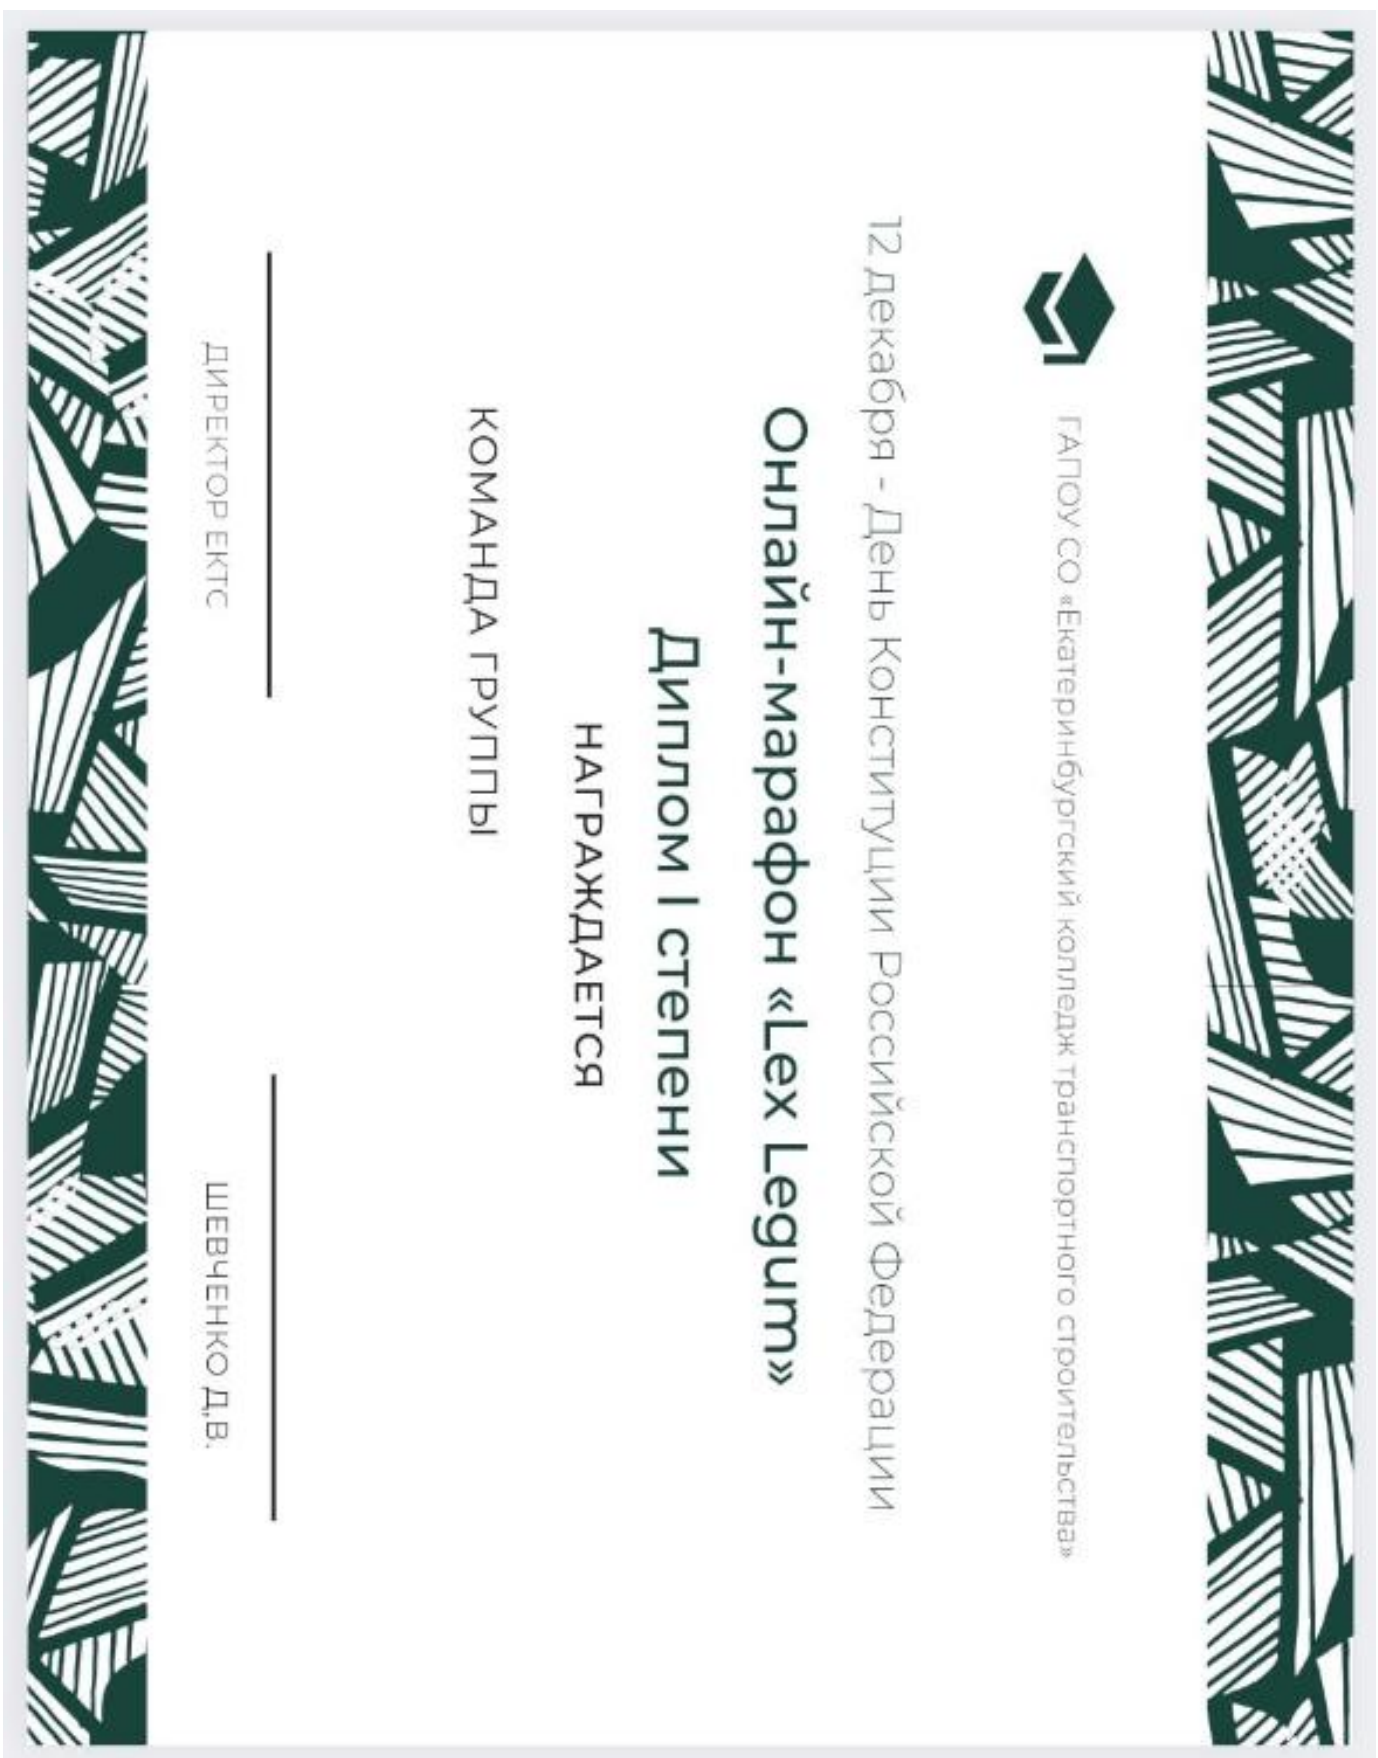 ГАПОУ СО «Екатеринбургский колледж транспортного строительства»
12 декабря - День Конституции Российской Федерации
Онлайн-марафон «Lex Legum»
Диплом I степени
НАГРАЖДАЕТСЯ
КОМАНДА ГРУППЫ
ДИРЕКТОР ЕКТС
ШЕВЧЕНКО Д.В.